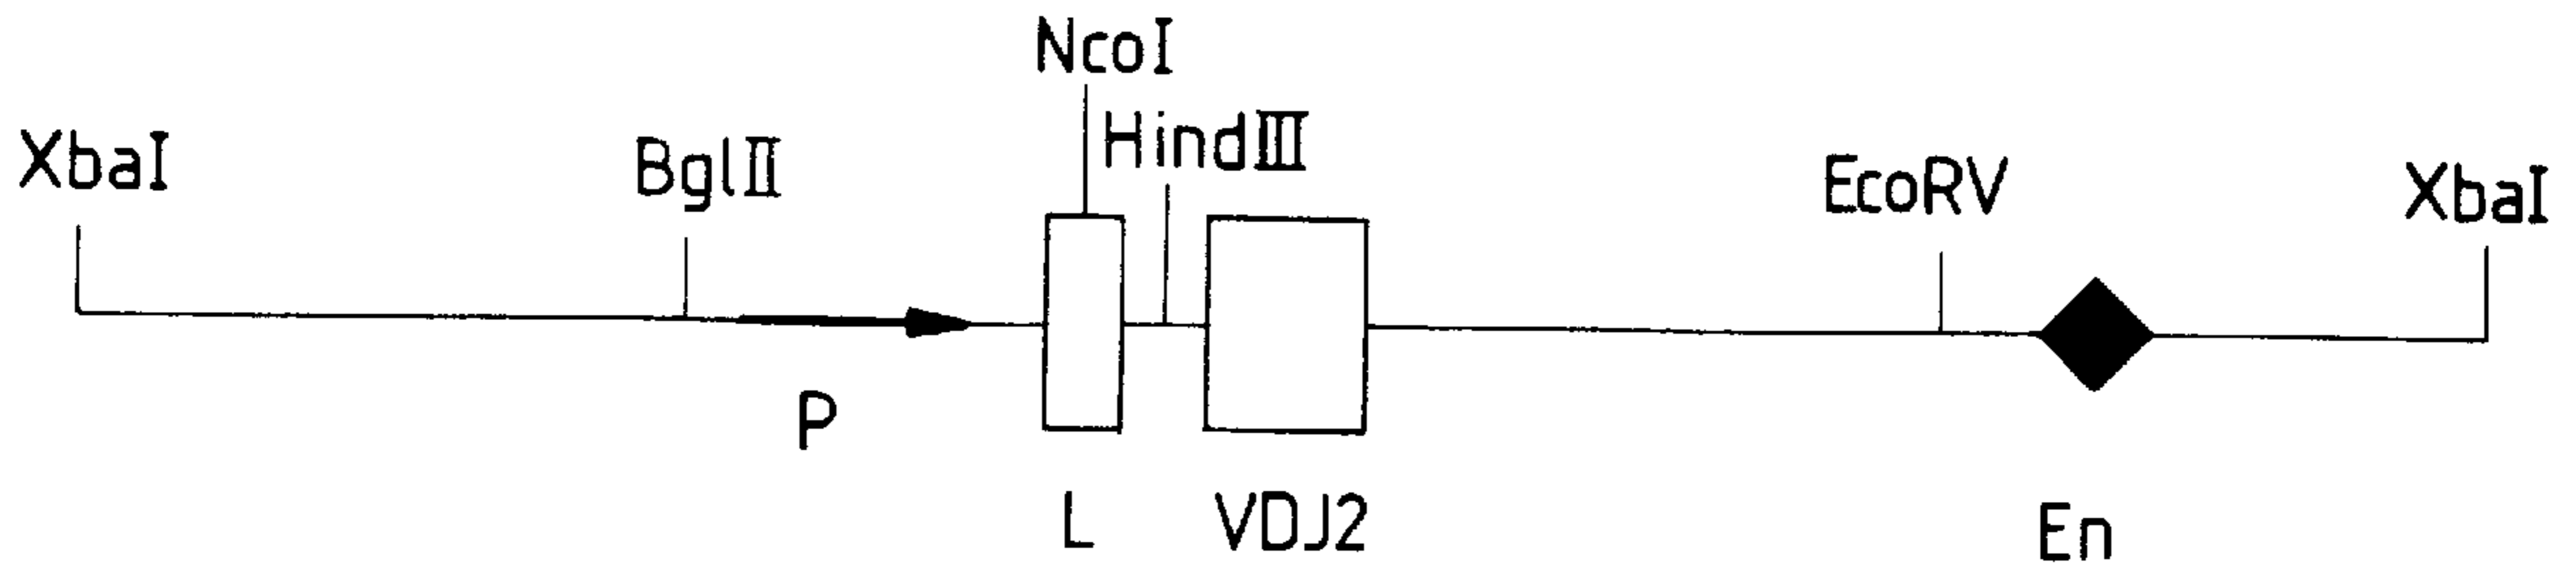 NcoI
XbaI
BglⅡ
HindⅢ
EcoRV
XbaI
P
L
VDJ2
En